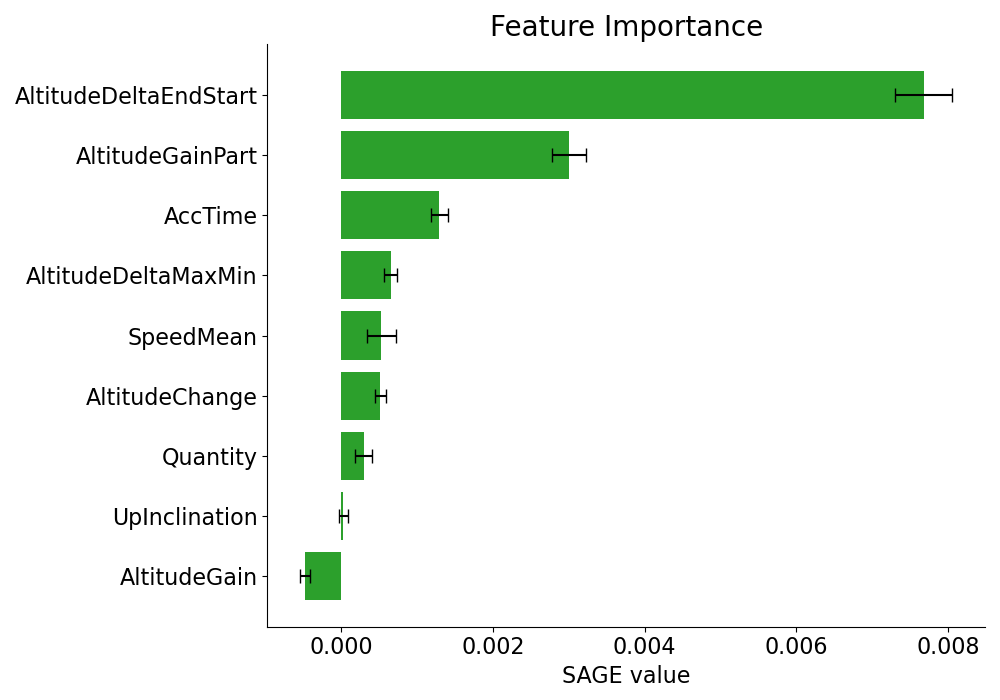 Feature Importance
AltitudeDeltaEndStart
AltitudeGainPart
AccTime
AltitudeDeltaMaxMin
SpeedMean
AltitudeChange
Quantity
UpInclination
AltitudeGain
0.000 0.002 0.004 0.006 0.008
SAGE value